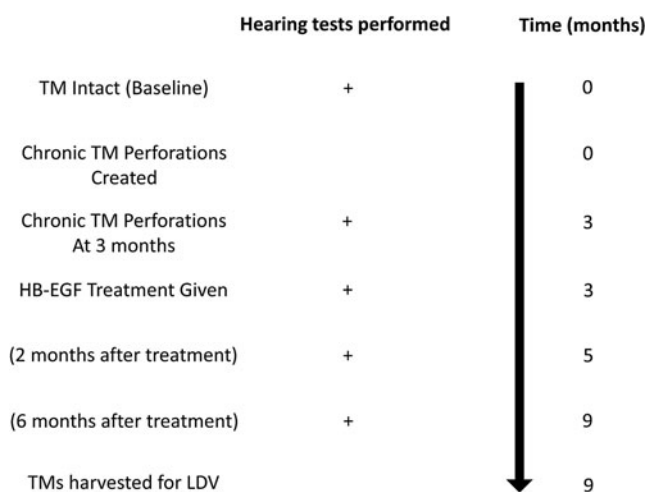 Hearing tests performed Time (months)
TM Intact (Baseline) + 0
Chronic TM Perforations 0
Created
Chronic TM Perforations + 3
At 3 months
HB-EGF Treatment Given + 3
(2 months after treatment) + 5
(6 months after treatment) + 9
TMs harvested for LDV 9